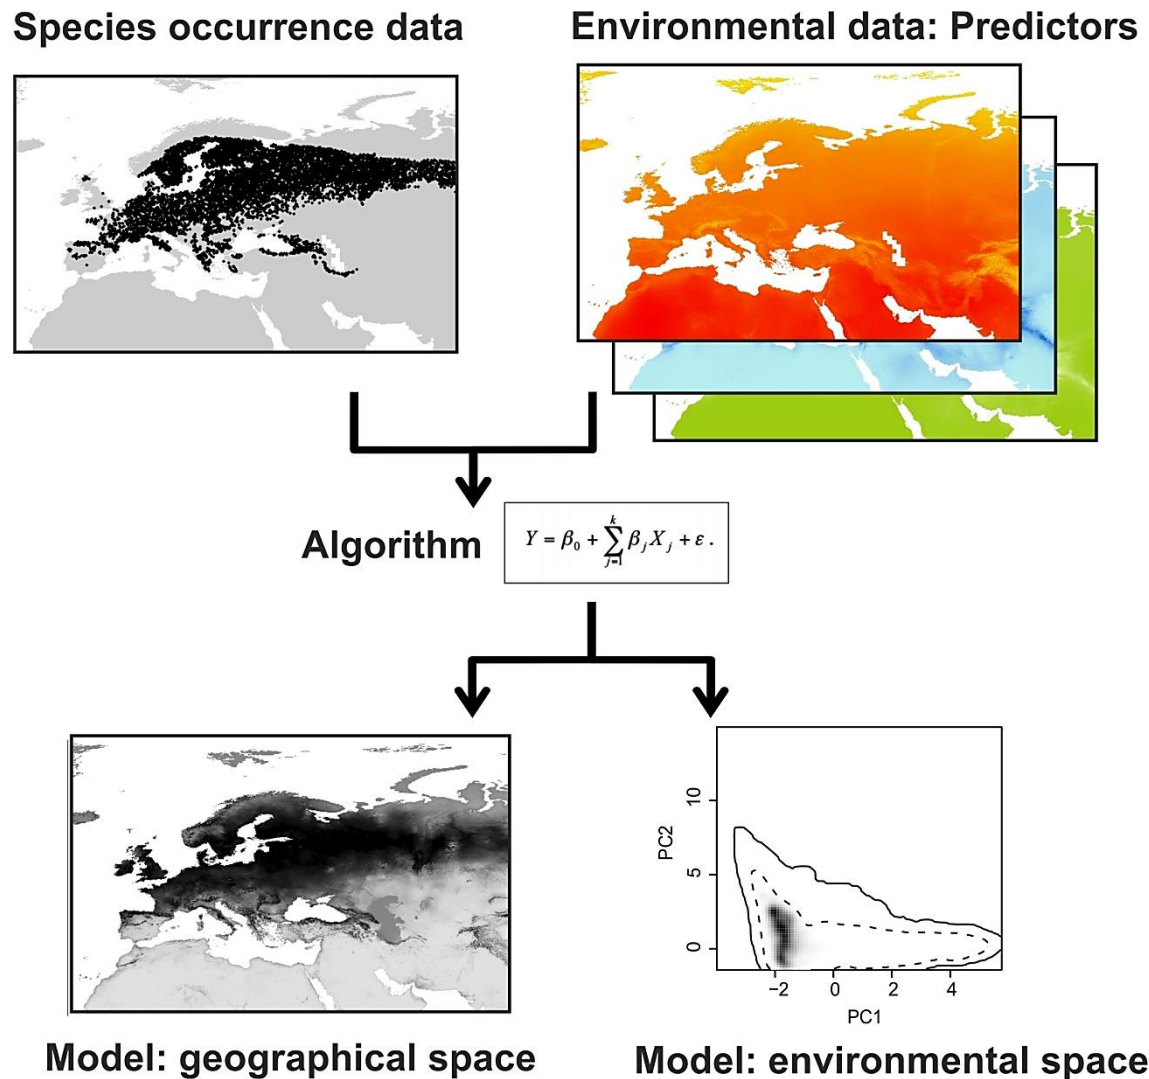 Species occurrence data
Environmental data: Predictors
Algorithm
Y = β₀ + ∑ⱼ₌₁ᵏ βⱼXⱼ + ε .
10
5
0
PC2
−2 0 2 4
PC1
Model: geographical space
Model: environmental space